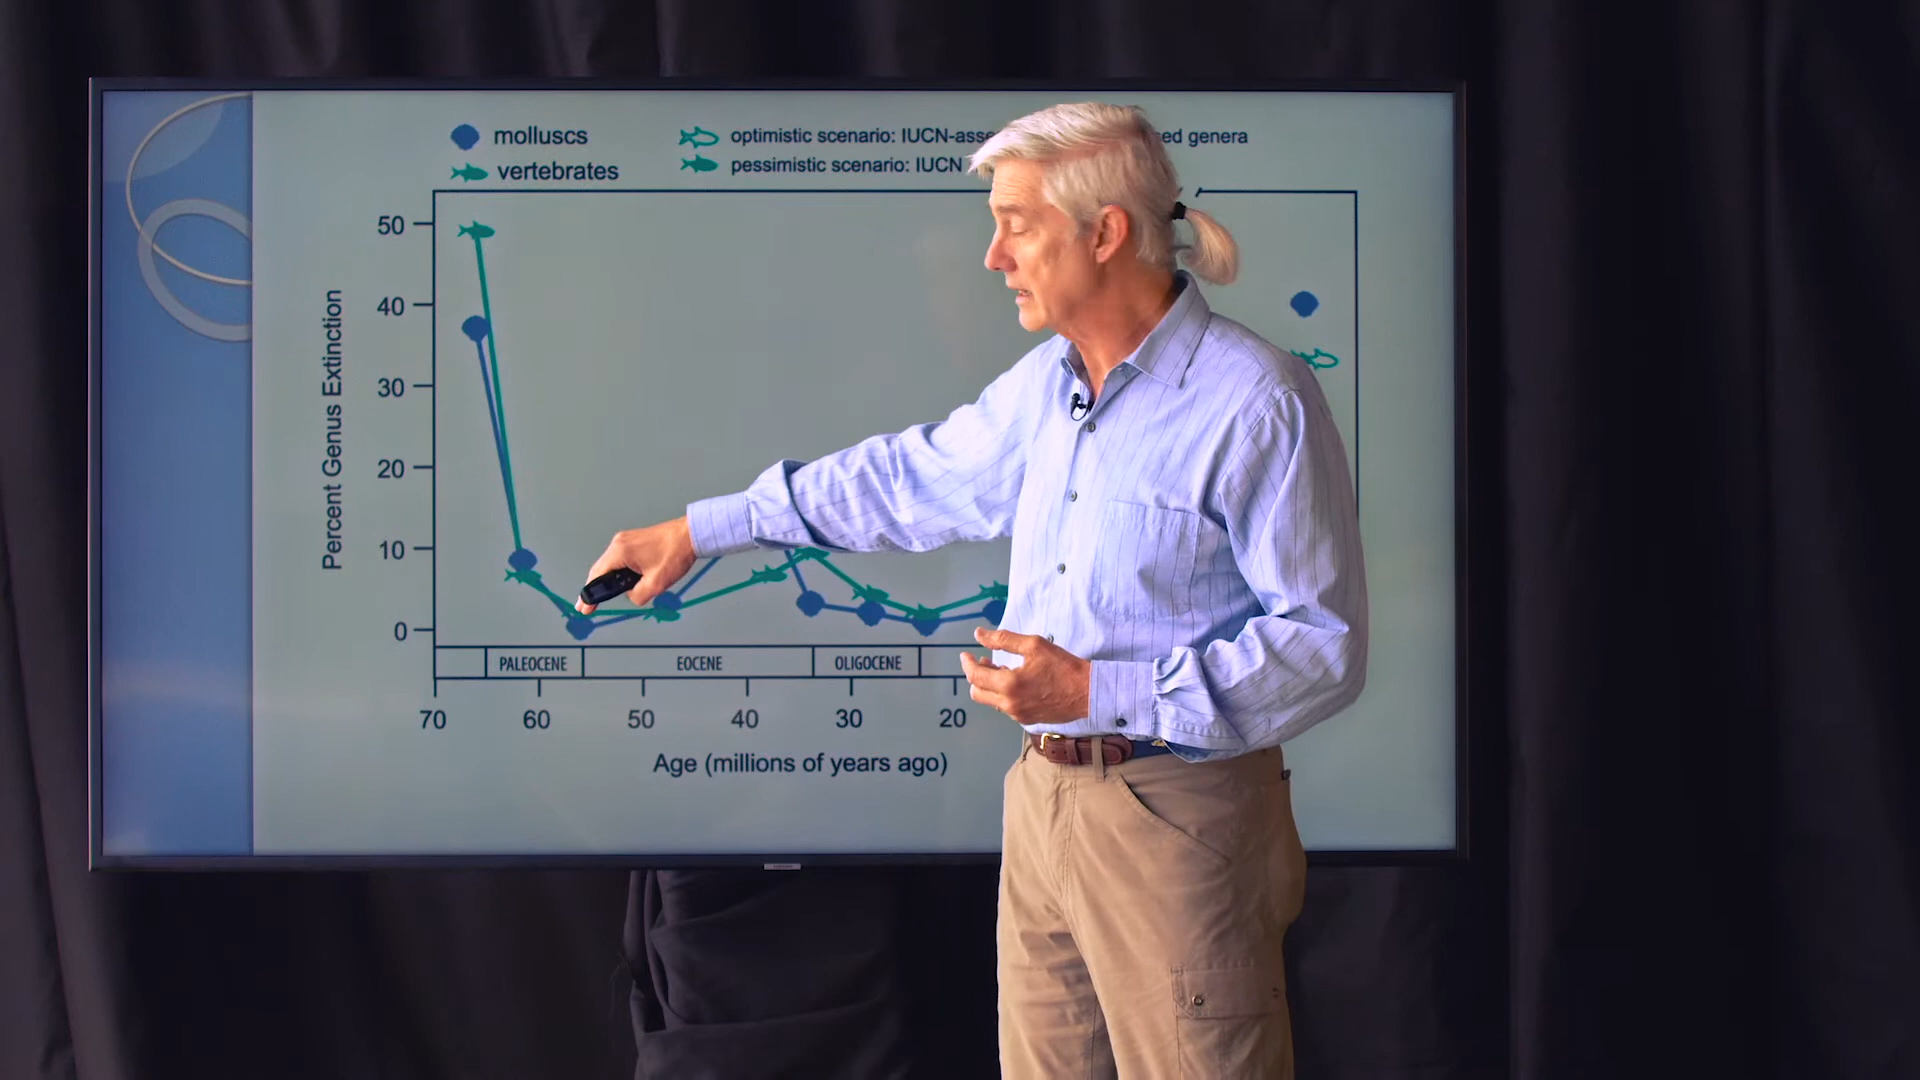 molluscs
optimistic scenario: IUCN-asse
sed genera
vertebrates
pessimistic scenario: IUCN
50
40
30
20
10
0
Percent Genus Extinction
PALEOCENE
EOCENE
OLIGOCENE
70
60
50
40
30
20
Age (millions of years ago)